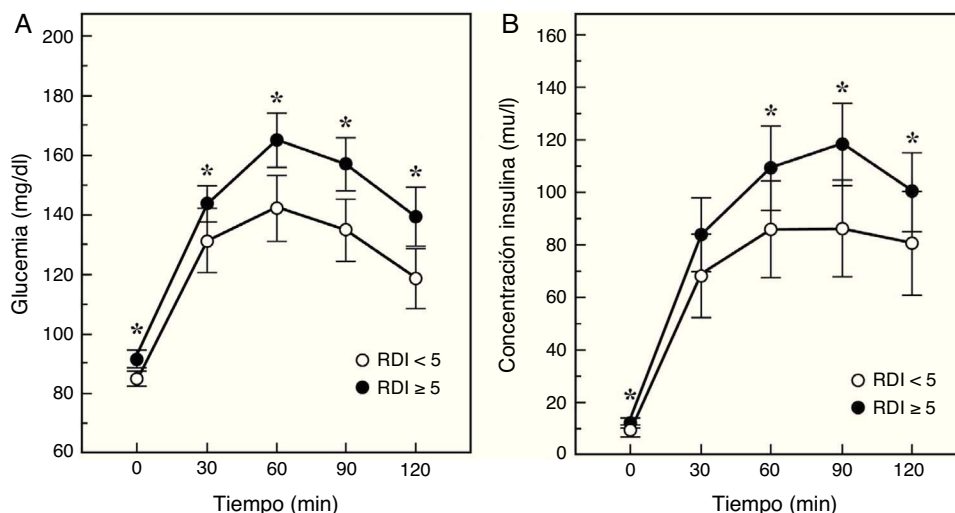 A
Glucemia (mg/dl)
200
180
160
140
120
100
80
60
*
*
*
*
*
RDI < 5
RDI ≥ 5
0 30 60 90 120
Tiempo (min)
B
Concentración insulina (mu/l)
160
140
120
100
80
60
40
20
0
*
*
*
*
RDI < 5
RDI ≥ 5
0 30 60 90 120
Tiempo (min)